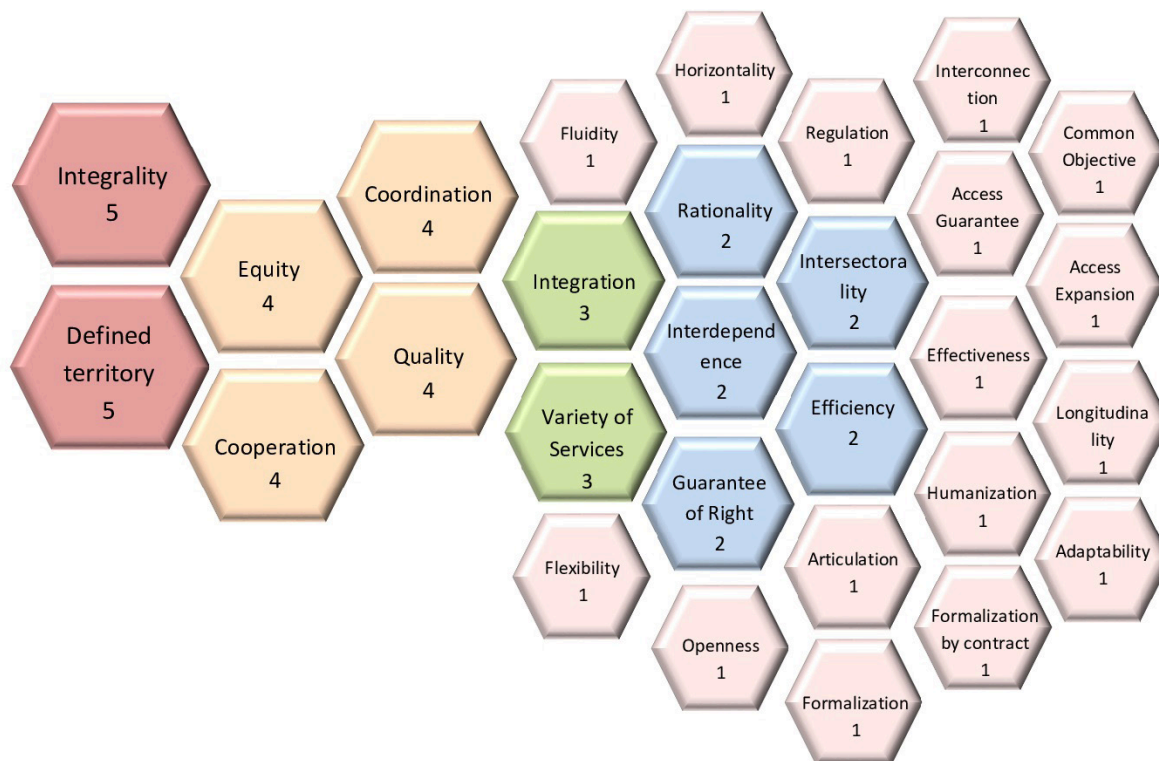 Integrality
5
Defined
territory
5
Equity
4
Cooperation
4
Coordination
4
Quality
4
Fluidity
1
Integration
3
Variety of
Services
3
Flexibility
1
Horizontality
1
Rationality
2
Interdepend
ence
2
Guarantee
of Right
2
Openness
1
Regulation
1
Intersectora
lity
2
Efficiency
2
Articulation
1
Formalization
1
Interconnec
tion
1
Access
Guarantee
1
Effectiveness
1
Humanization
1
Formalization
by contract
1
Common
Objective
1
Access
Expansion
1
Longitudina
lity
1
Adaptability
1